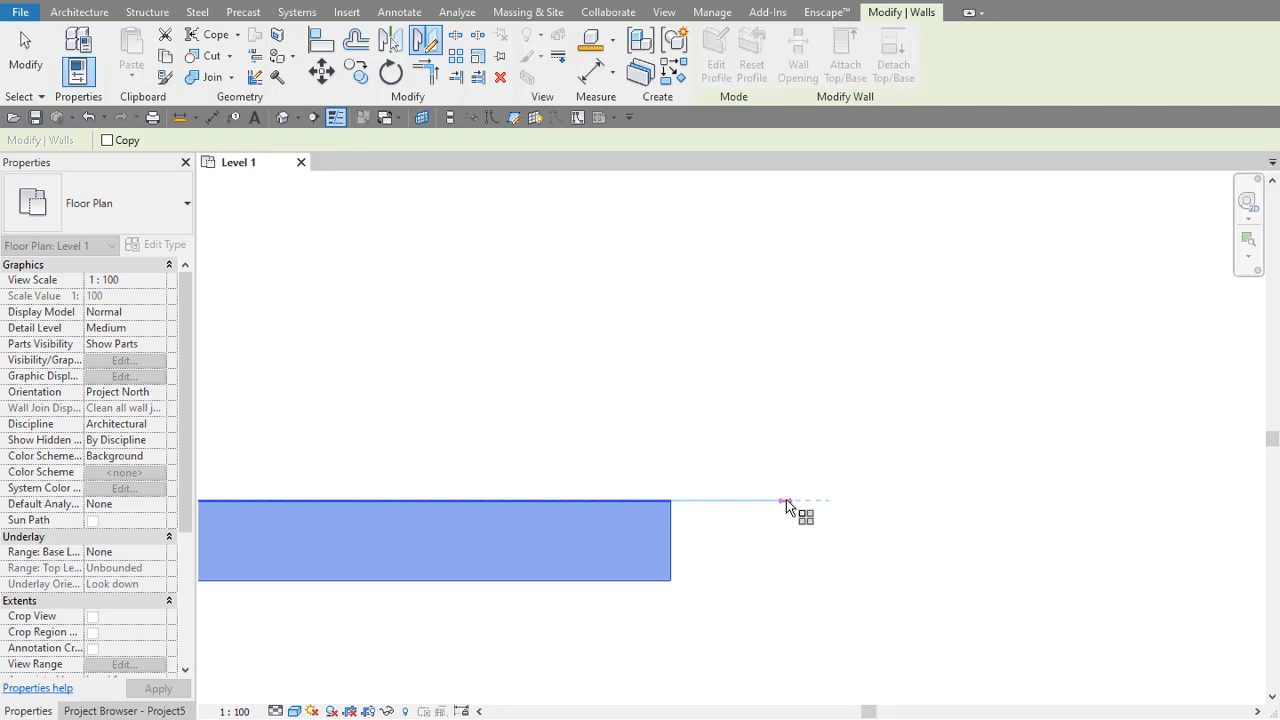 File Architecture Structure Steel Precast Systems Insert Annotate Analyze Massing & Site Collaborate View Manage Add-Ins Enscape™ Modify | Walls
Modify
Paste
Cope
Cut
Join
Edit Profile
Reset Profile
Wall Opening
Attach Top/Base
Detach Top/Base
Select Properties Clipboard Geometry Modify View Measure Create Mode Modify Wall
Modify | Walls Copy
Properties
Level 1
Floor Plan
Floor Plan: Level 1 Edit Type
Graphics
View Scale 1 : 100
Scale Value 1: 100
Display Model Normal
Detail Level Medium
Parts Visibility Show Parts
Visibility/Grap... Edit...
Graphic Displ... Edit...
Orientation Project North
Wall Join Disp... Clean all wall j...
Discipline Architectural
Show Hidden ... By Discipline
Color Scheme... Background
Color Scheme <none>
System Color ... Edit...
Default Analy... None
Sun Path
Underlay
Range: Base L... None
Range: Top Le... Unbounded
Underlay Orie... Look down
Extents
Crop View
Crop Region ...
Annotation Cr...
View Range Edit...
Properties help Apply
Properties Project Browser - Project5 1 : 100
2D